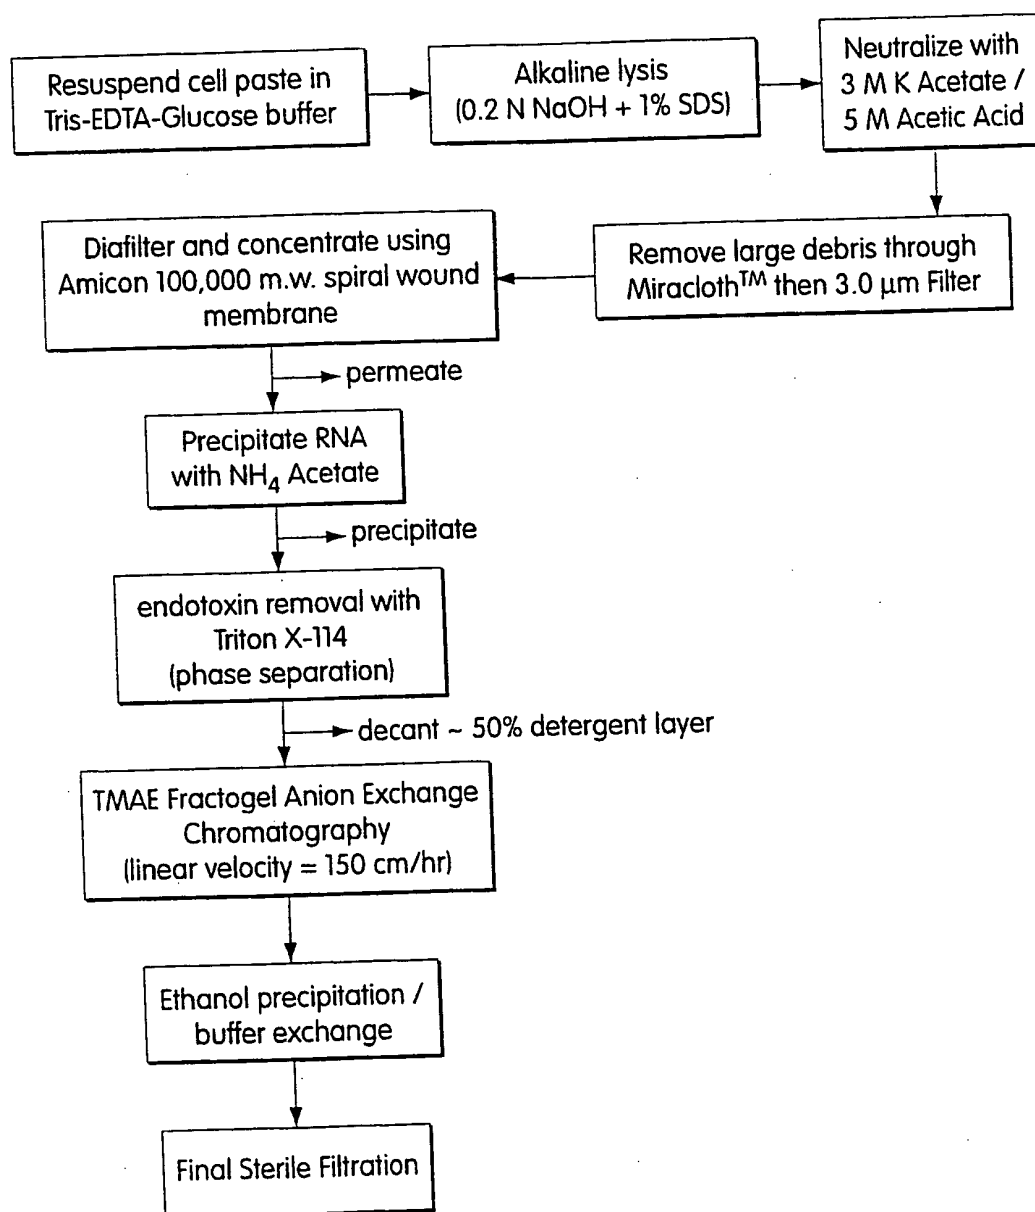 Resuspend cell paste in
Tris-EDTA-Glucose buffer
Alkaline lysis
(0.2 N NaOH + 1% SDS)
Neutralize with
3 M K Acetate /
5 M Acetic Acid
Remove large debris through
Miracloth™ then 3.0 μm Filter
Diafilter and concentrate using
Amicon 100,000 m.w. spiral wound
membrane
permeate
Precipitate RNA
with NH₄ Acetate
precipitate
endotoxin removal with
Triton X-114
(phase separation)
decant ~ 50% detergent layer
TMAE Fractogel Anion Exchange
Chromatography
(linear velocity = 150 cm/hr)
Ethanol precipitation /
buffer exchange
Final Sterile Filtration